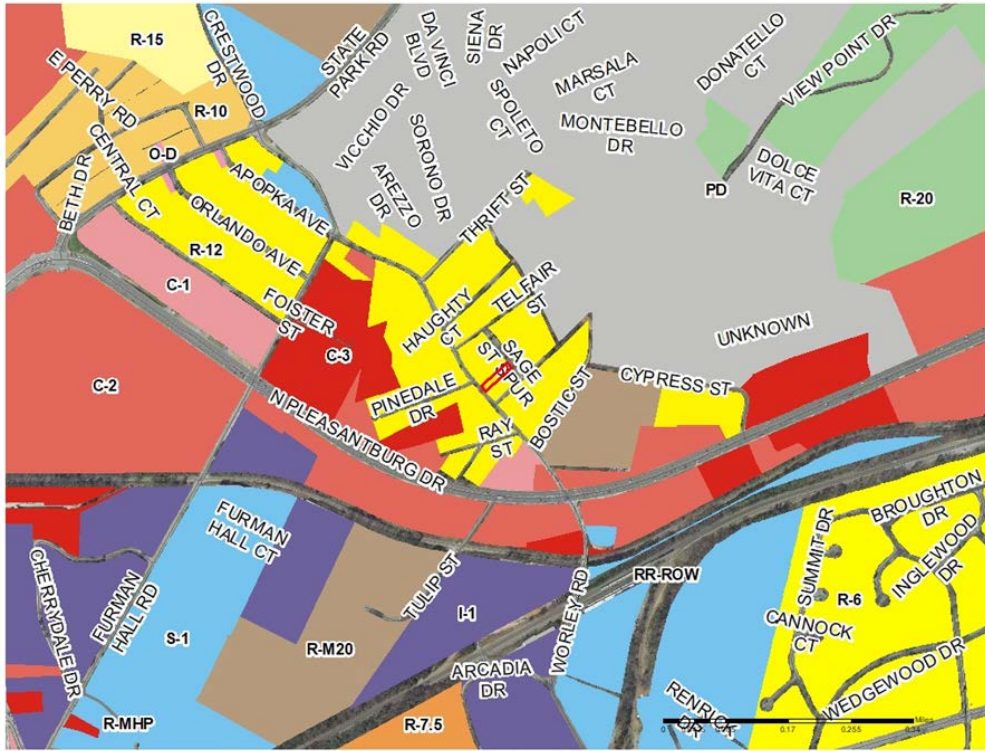 R-15
CRESTWOOD
DR
STATE
PARK RD
DA VINCI
BLVD
SIENA
DR
NAPOLI CT
DONATELLO
CT
VIEW POINT DR
E PERRY RD
R-10
VICCHIO DR
SPOLETO
CT
MARSALA
CT
MONTEBELLO
DR
CENTRAL CT
O-D
BETH DR
APOPKA AVE
SORONO DR
AREZZO
DR
DOLCE
VITA CT
PD
R-20
ORLANDO AVE
R-12
THRIFT ST
C-1
FOISTER
ST
HAUGHTY
CT
TELFAIR
ST
UNKNOWN
C-3
SAGE
ST
SPUR
C-2
PINEDALE
DR
BOSTIC ST
CYPRESS ST
N PLEASANTBURG DR
RAY
ST
FURMAN
HALL CT
BROUGHTON
DR
SUMMIT DR
INGLEWOOD
DR
CHERRYDALE DR
FURMAN
HALL RD
TULIP ST
RR-ROW
R-6
S-1
I-1
WORLEY RD
CANNOCK
CT
R-M20
ARCADIA
DR
WEDGEWOOD DR
RENRICK
DR
R-MHP
R-7.5
Miles
0.17
0.255
0.34